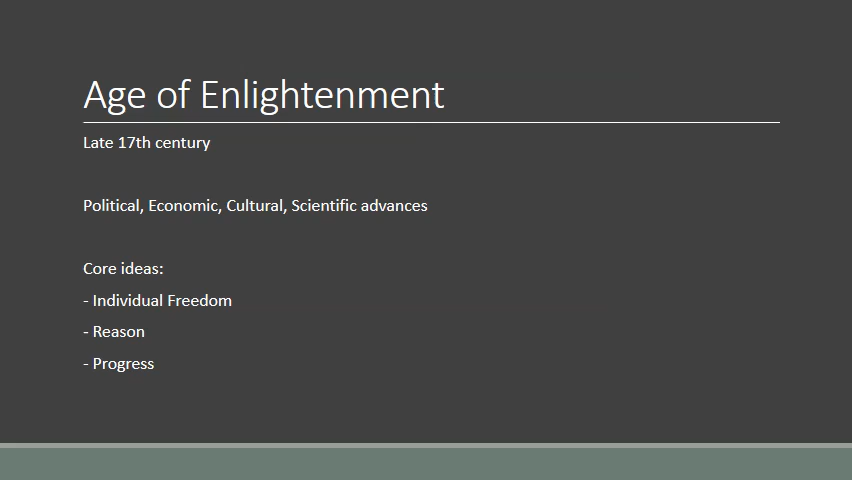 Age of Enlightenment
Late 17th century
Political, Economic, Cultural, Scientific advances
Core ideas:
- Individual Freedom
- Reason
- Progress